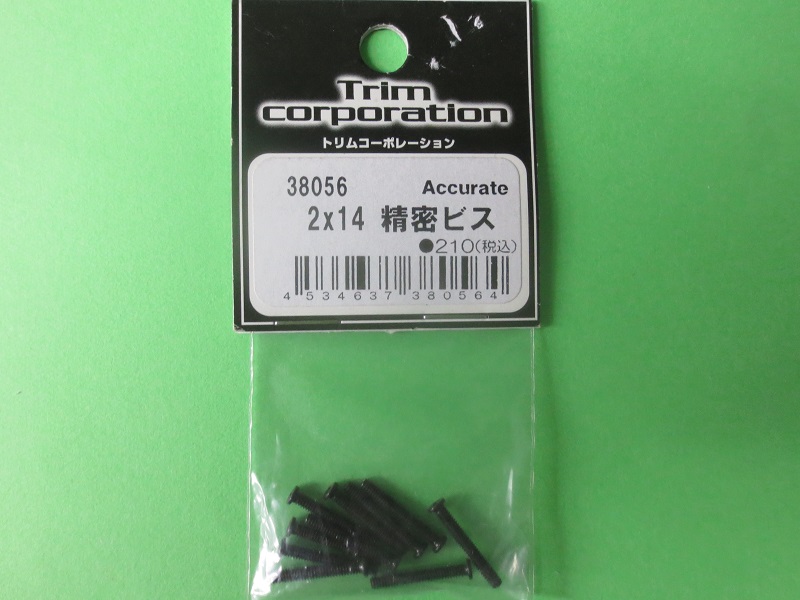 Trim
corporation
トリムコーポレーション
38056 Accurate
2x14 精密ビス
●210(税込)
4 534637 380564